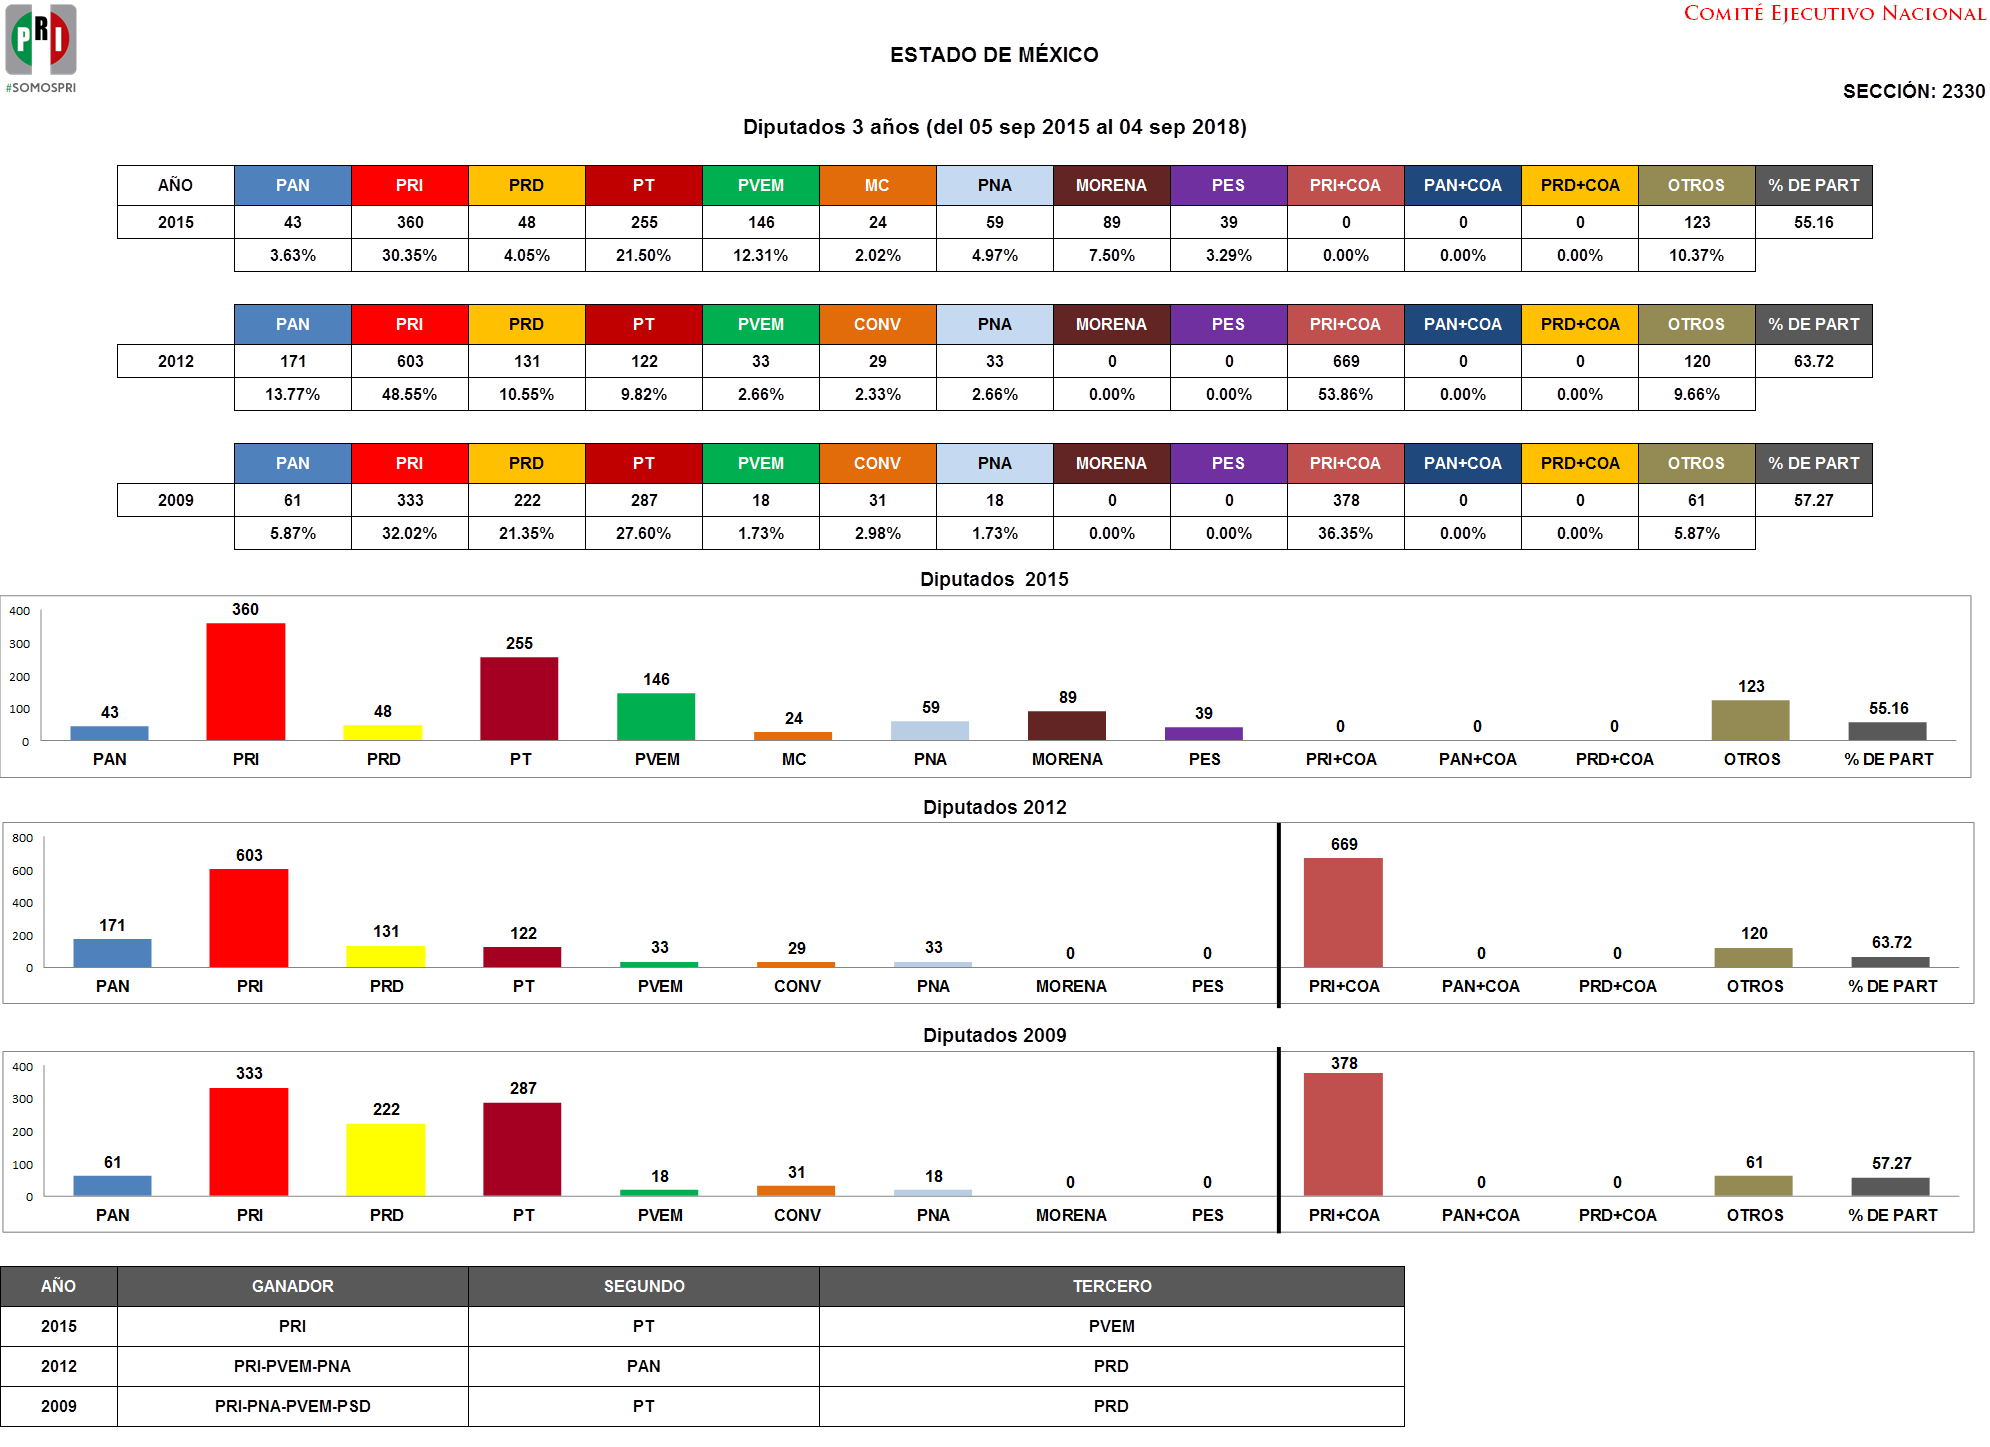 PRI
#SOMOSPRI
COMITÉ EJECUTIVO NACIONAL
ESTADO DE MÉXICO
SECCIÓN: 2330
Diputados 3 años (del 05 sep 2015 al 04 sep 2018)
AÑO PAN PRI PRD PT PVEM MC PNA MORENA PES PRI+COA PAN+COA PRD+COA OTROS % DE PART
2015 43 360 48 255 146 24 59 89 39 0 0 0 123 55.16
3.63% 30.35% 4.05% 21.50% 12.31% 2.02% 4.97% 7.50% 3.29% 0.00% 0.00% 0.00% 10.37%
PAN PRI PRD PT PVEM CONV PNA MORENA PES PRI+COA PAN+COA PRD+COA OTROS % DE PART
2012 171 603 131 122 33 29 33 0 0 669 0 0 120 63.72
13.77% 48.55% 10.55% 9.82% 2.66% 2.33% 2.66% 0.00% 0.00% 53.86% 0.00% 0.00% 9.66%
PAN PRI PRD PT PVEM CONV PNA MORENA PES PRI+COA PAN+COA PRD+COA OTROS % DE PART
2009 61 333 222 287 18 31 18 0 0 378 0 0 61 57.27
5.87% 32.02% 21.35% 27.60% 1.73% 2.98% 1.73% 0.00% 0.00% 36.35% 0.00% 0.00% 5.87%
Diputados 2015
400
300
200
100
0
43 360 48 255 146 24 59 89 39 0 0 0 123 55.16
PAN PRI PRD PT PVEM MC PNA MORENA PES PRI+COA PAN+COA PRD+COA OTROS % DE PART
Diputados 2012
800
600
400
200
0
171 603 131 122 33 29 33 0 0 669 0 0 120 63.72
PAN PRI PRD PT PVEM CONV PNA MORENA PES PRI+COA PAN+COA PRD+COA OTROS % DE PART
Diputados 2009
400
300
200
100
0
61 333 222 287 18 31 18 0 0 378 0 0 61 57.27
PAN PRI PRD PT PVEM CONV PNA MORENA PES PRI+COA PAN+COA PRD+COA OTROS % DE PART
AÑO GANADOR SEGUNDO TERCERO
2015 PRI PT PVEM
2012 PRI-PVEM-PNA PAN PRD
2009 PRI-PNA-PVEM-PSD PT PRD